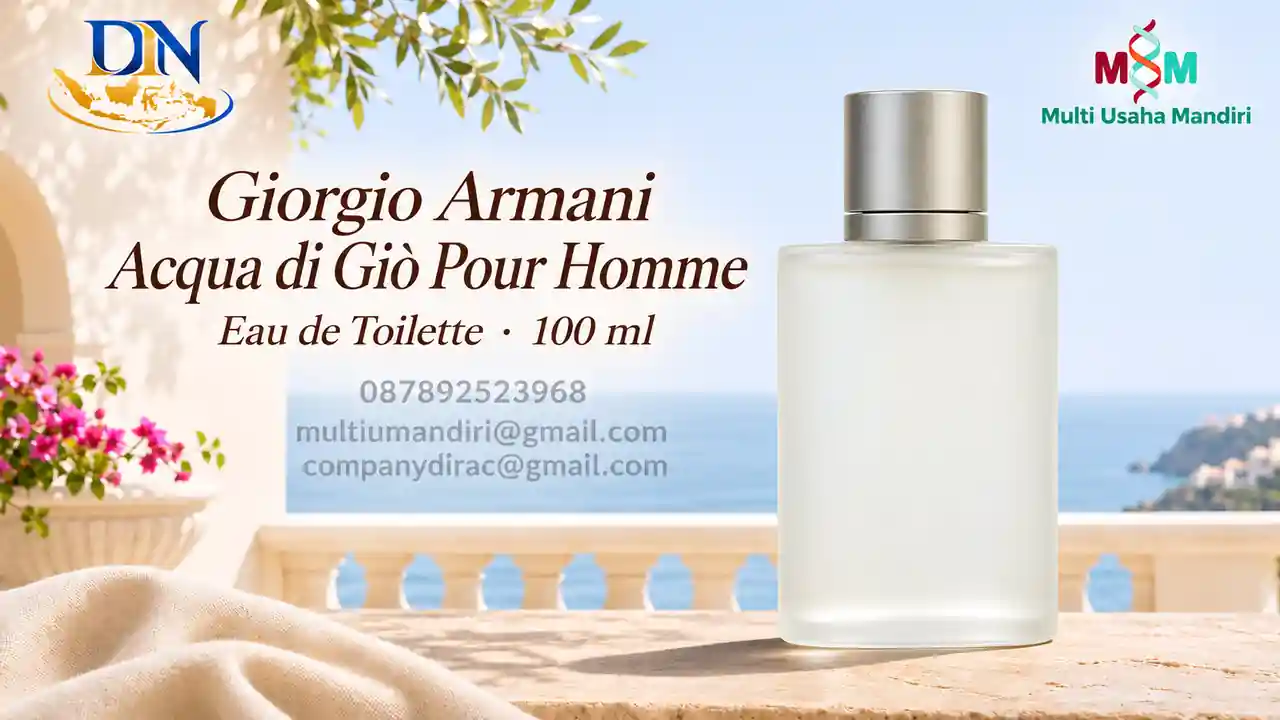 DN
MSM
Multi Usaha Mandiri
Giorgio Armani
Acqua di Giò Pour Homme
Eau de Toilette · 100 ml
087892523968
multiumandiri@gmail.com
companydirac@gmail.com